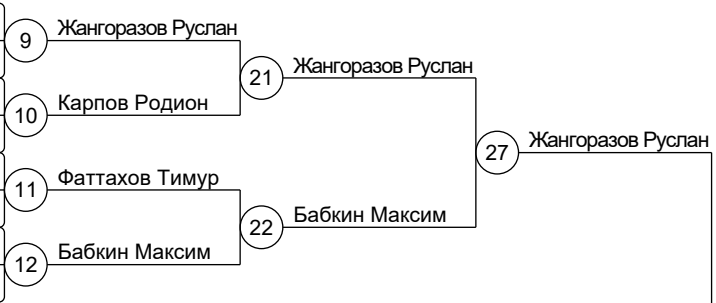 9 Жангоразов Руслан
21 Жангоразов Руслан
10 Карпов Родион
27 Жангоразов Руслан
11 Фаттахов Тимур
22 Бабкин Максим
12 Бабкин Максим